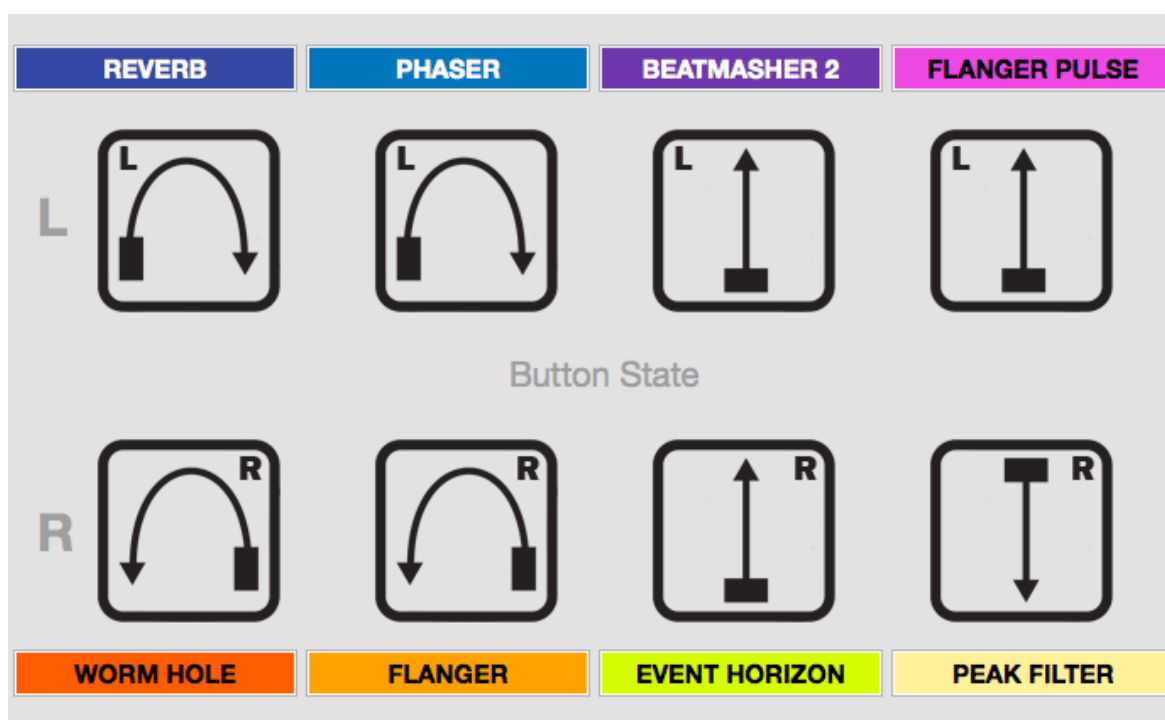 REVERB PHASER BEATMASHER 2 FLANGER PULSE
L L L L L
Button State
R R R R R
WORM HOLE FLANGER EVENT HORIZON PEAK FILTER